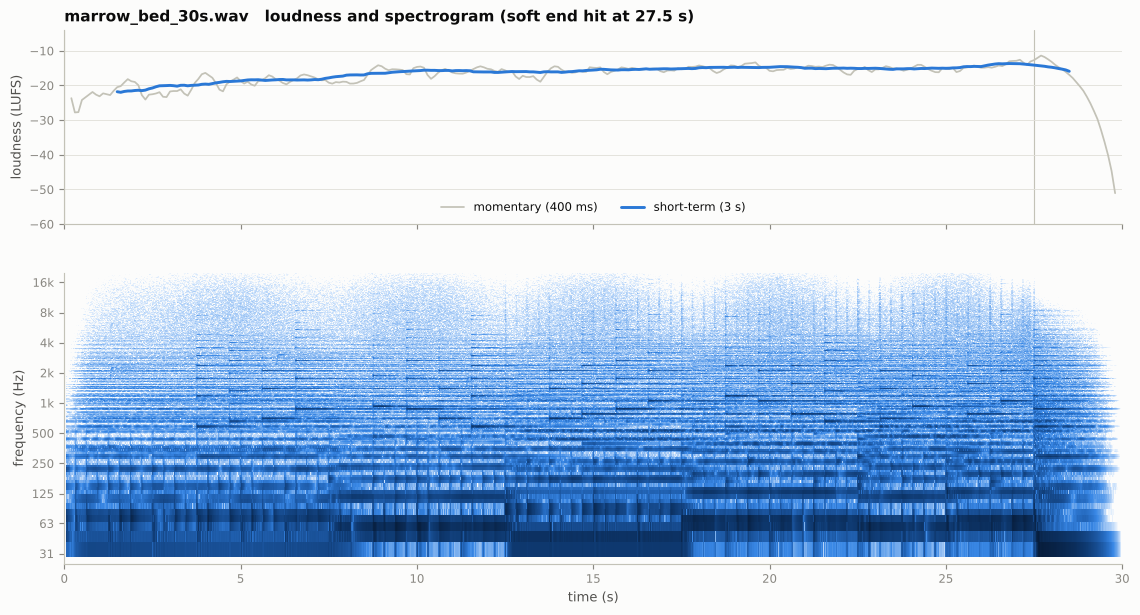 marrow_bed_30s.wav   loudness and spectrogram (soft end hit at 27.5 s)
loudness (LUFS)
−10
−20
−30
−40
−50
−60
momentary (400 ms)
short-term (3 s)
frequency (Hz)
16k
8k
4k
2k
1k
500
250
125
63
31
0 5 10 15 20 25 30
time (s)